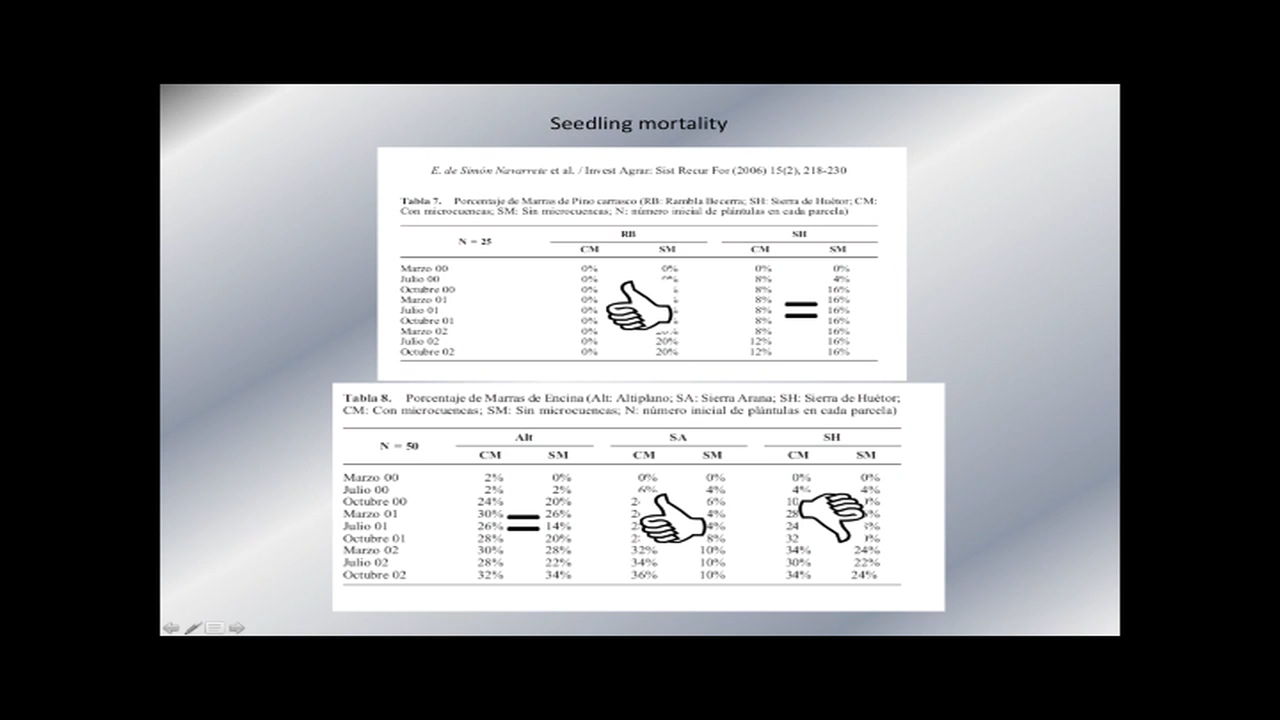 Seedling mortality
E. de Simón Navarrete et al. / Invest Agrar: Sist Recur For (2006) 15(2), 218-230
Tabla 7. Porcentaje de Marras de Pino carrasco (RB: Rambla Becerra; SH: Sierra de Huétor; CM:
Con microcuencas; SM: Sin microcuencas; N: número inicial de plántulas en cada parcela)
N = 25 RB SH
CM SM CM SM
Marzo 00 0% 0% 0% 0%
Julio 00 0% 8% 4%
Octubre 00 0% 8% 16%
Marzo 01 0% 8% 16%
Julio 01 0% 8% 16%
Octubre 01 0% 8% 16%
Marzo 02 0% 8% 16%
Julio 02 0% 20% 12% 16%
Octubre 02 0% 20% 12% 16%
Tabla 8. Porcentaje de Marras de Encina (Alt: Altiplano; SA: Sierra Arana; SH: Sierra de Huétor;
CM: Con microcuencas; SM: Sin microcuencas; N: número inicial de plántulas en cada parcela)
N = 50 Alt SA SH
CM SM CM SM CM SM
Marzo 00 2% 0% 0% 0% 0% 0%
Julio 00 2% 2% 6% 4% 4% 4%
Octubre 00 24% 20% 6% 10
Marzo 01 30% 26% 4% 28
Julio 01 26% 14% 4% 24
Octubre 01 28% 20% 8% 32
Marzo 02 30% 28% 32% 10% 34% 24%
Julio 02 28% 22% 34% 10% 30% 22%
Octubre 02 32% 34% 36% 10% 34% 24%